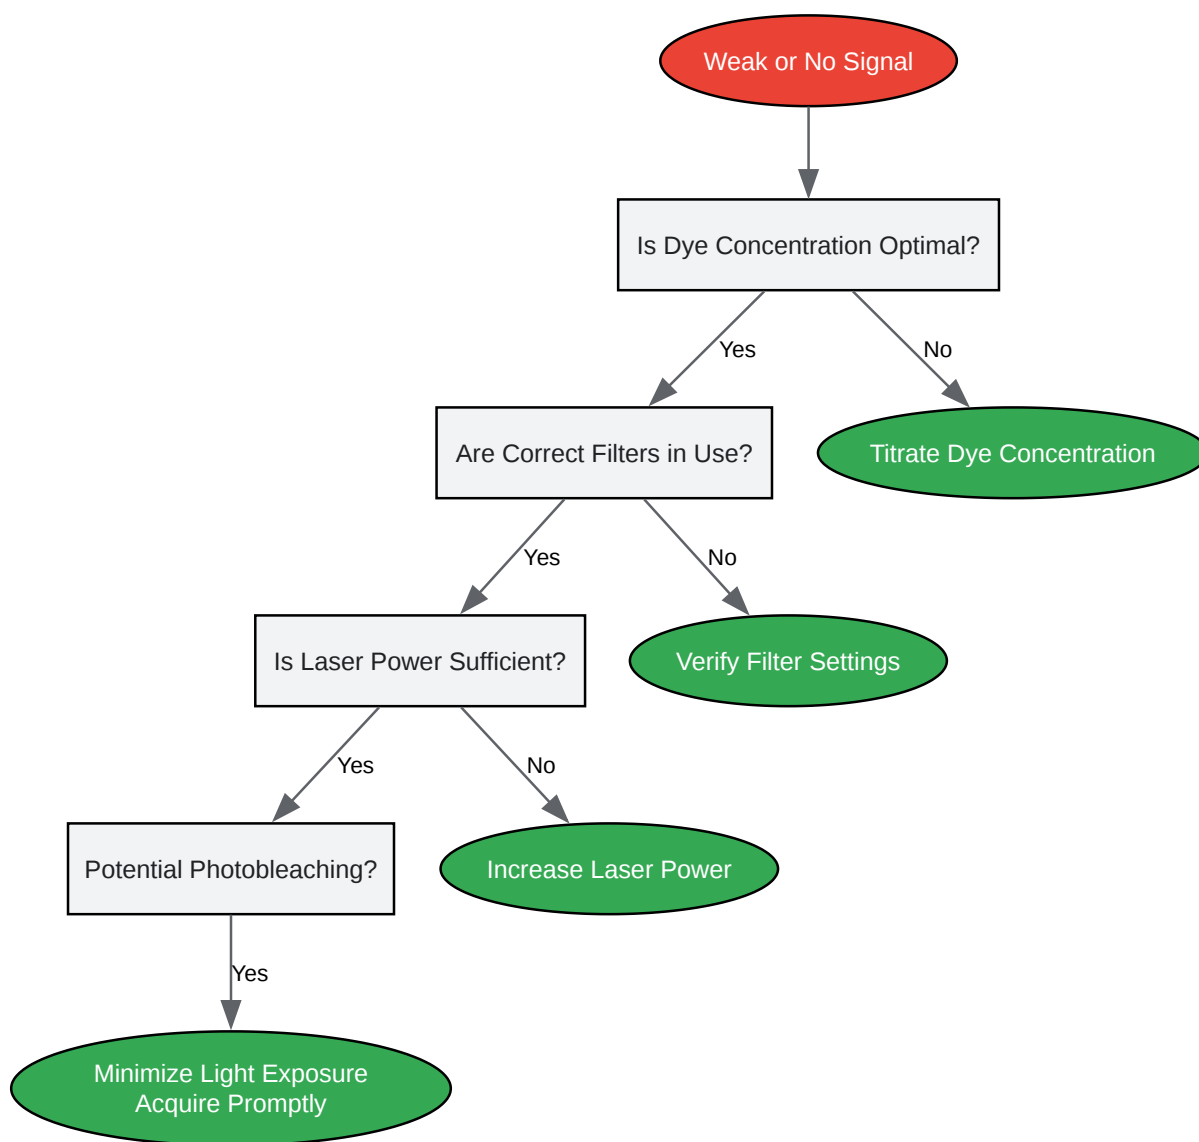 Weak or No Signal
Is Dye Concentration Optimal?
Yes
No
Are Correct Filters in Use?
Titrate Dye Concentration
Yes
No
Is Laser Power Sufficient?
Verify Filter Settings
Yes
No
Potential Photobleaching?
Increase Laser Power
Yes
Minimize Light Exposure
Acquire Promptly